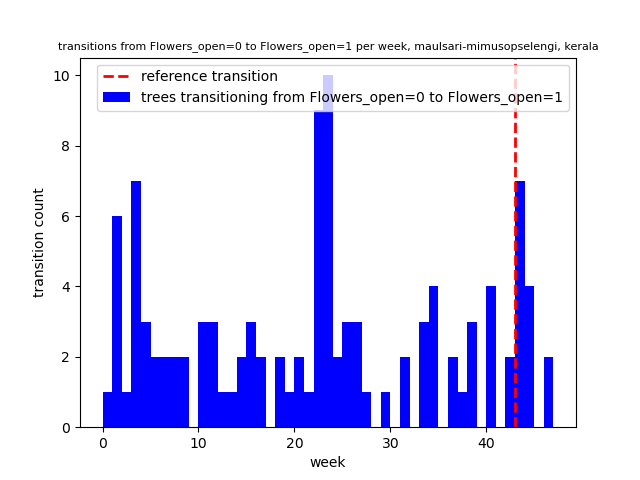 transitions from Flowers_open=0 to Flowers_open=1 per week, maulsari-mimusopselengi, kerala
reference transition
trees transitioning from Flowers_open=0 to Flowers_open=1
transition count
10
8
6
4
2
0
0 10 20 30 40
week